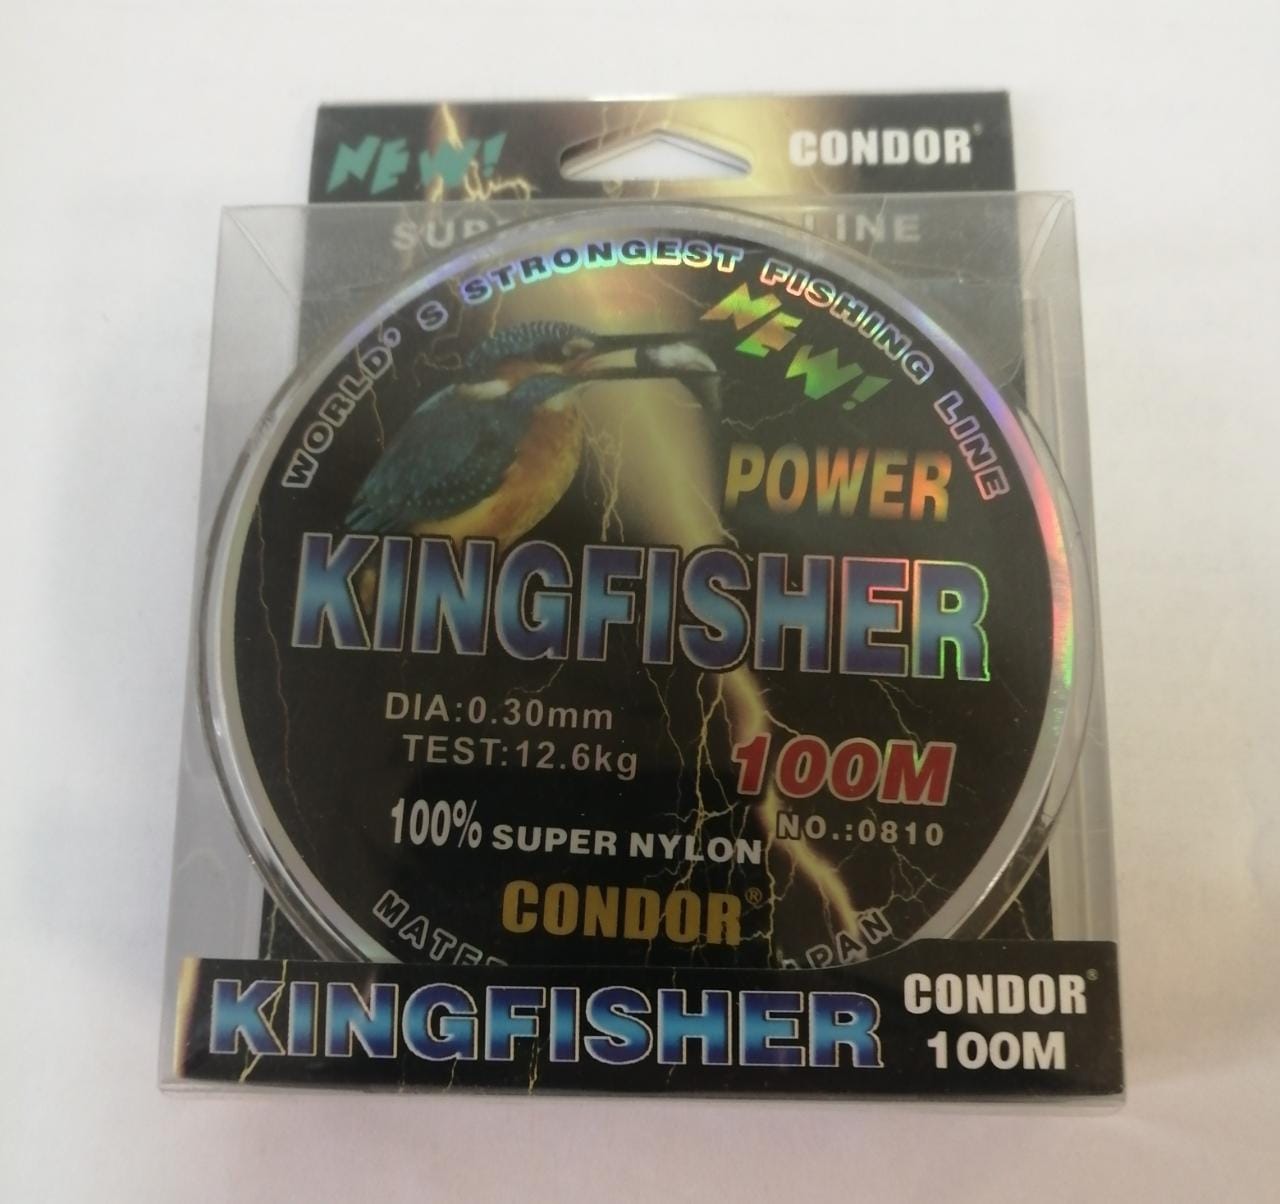 NEW!
CONDOR®
LINE
WORLD'S STRONGEST FISHING LINE
NEW!
POWER
KINGFISHER
DIA:0.30mm
TEST:12.6kg
100M
NO.:0810
100% SUPER NYLON
CONDOR®
KINGFISHER
CONDOR®
100M